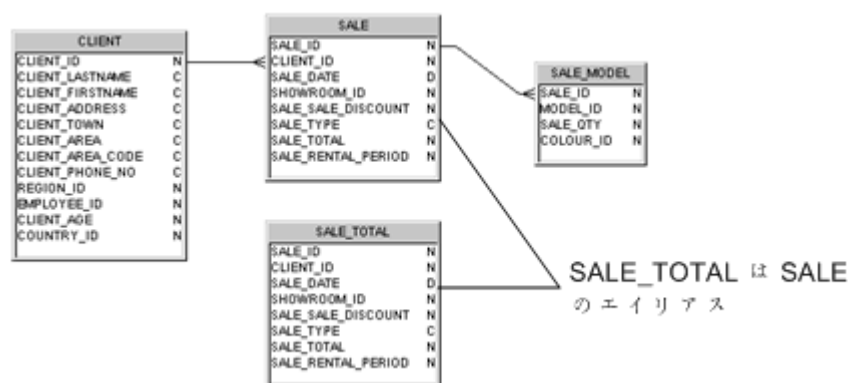 CLIENT
CLIENT_ID N
CLIENT_LASTNAME C
CLIENT_FIRSTNAME C
CLIENT_ADDRESS C
CLIENT_TOWN C
CLIENT_AREA C
CLIENT_AREA_CODE C
CLIENT_PHONE_NO C
REGION_ID N
EMPLOYEE_ID N
CLIENT_AGE N
COUNTRY_ID N
SALE
SALE_ID N
CLIENT_ID N
SALE_DATE D
SHOWROOM_ID N
SALE_SALE_DISCOUNT N
SALE_TYPE C
SALE_TOTAL N
SALE_RENTAL_PERIOD N
SALE_MODEL
SALE_ID N
MODEL_ID N
SALE_QTY N
COLOUR_ID N
SALE_TOTAL
SALE_ID N
CLIENT_ID N
SALE_DATE D
SHOWROOM_ID N
SALE_SALE_DISCOUNT N
SALE_TYPE C
SALE_TOTAL N
SALE_RENTAL_PERIOD N
SALE_TOTAL は SALE
のエイリアス